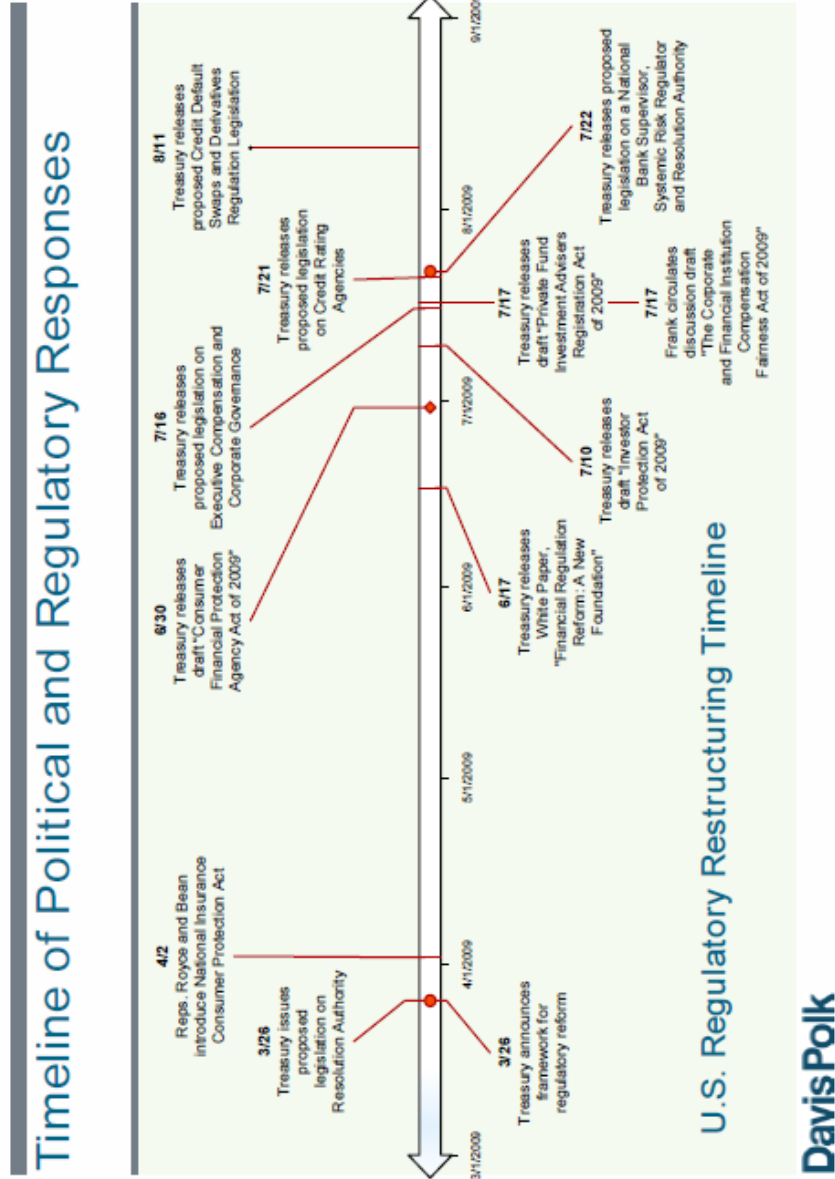 Timeline of Political and Regulatory Responses
4/2
Reps. Royce and Bean
introduce National Insurance
Consumer Protection Act
3/26
Treasury issues
proposed
legislation on
Resolution Authority
6/30
Treasury releases
draft "Consumer
Financial Protection
Agency Act of 2009"
7/16
Treasury releases
proposed legislation on
Executive Compensation and
Corporate Governance
7/21
Treasury releases
proposed legislation
on Credit Rating
Agencies
8/11
Treasury releases
proposed Credit Default
Swaps and Derivatives
Regulation Legislation
3/1/2009
4/1/2009
5/1/2009
6/1/2009
7/1/2009
8/1/2009
9/1/2009
3/26
Treasury announces
framework for
regulatory reform
6/17
Treasury releases
White Paper,
"Financial Regulation
Reform: A New
Foundation"
7/10
Treasury releases
draft "Investor
Protection Act
of 2009"
7/17
Treasury releases
draft "Private Fund
Investment Advisers
Registration Act
of 2009"
7/17
Frank circulates
discussion draft
"The Corporate
and Financial Institution
Compensation
Fairness Act of 2009"
7/22
Treasury releases proposed
legislation on a National
Bank Supervisor,
Systemic Risk Regulator
and Resolution Authority
U.S. Regulatory Restructuring Timeline
Davis Polk